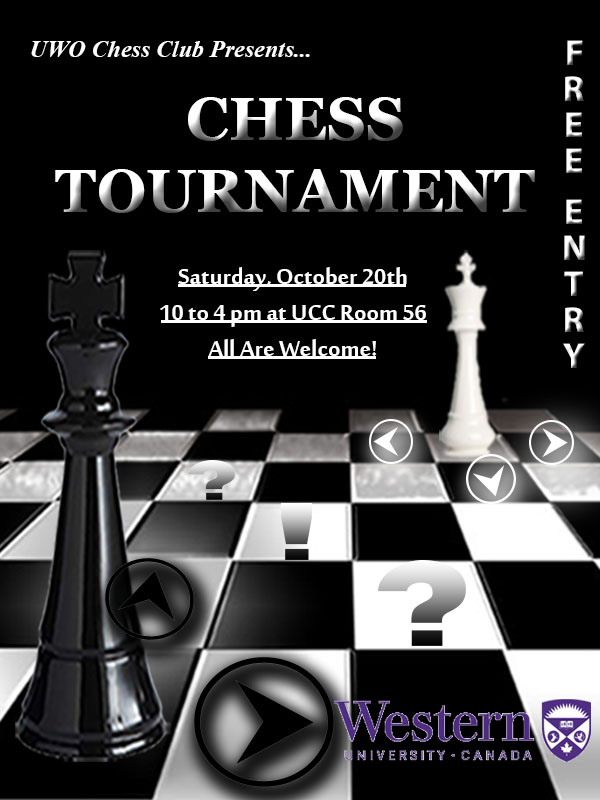 UWO Chess Club Presents...
CHESS
TOURNAMENT
FREE ENTRY
Saturday, October 20th
10 to 4 pm at UCC Room 56
All Are Welcome!
?
!
?
Western
UNIVERSITY · CANADA